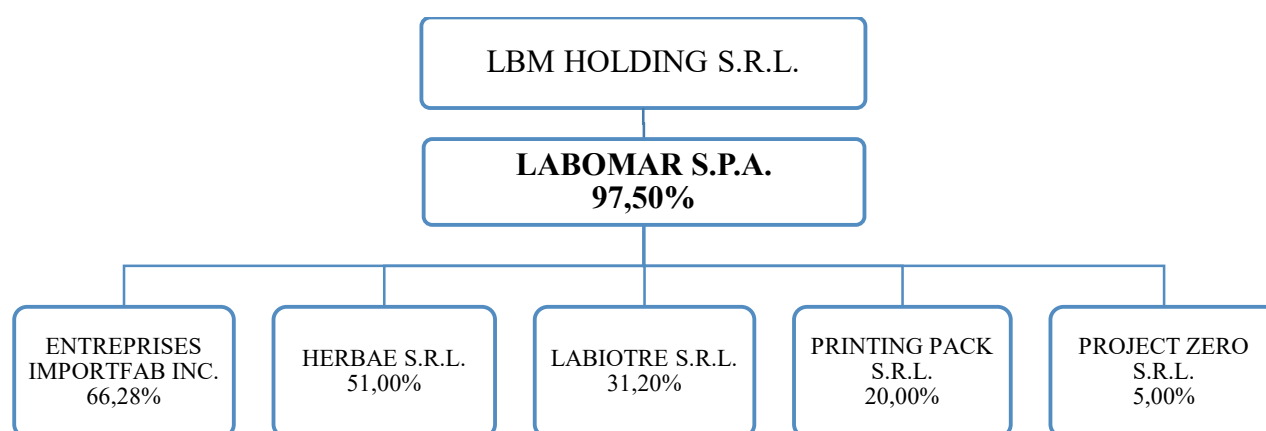 LBM HOLDING S.R.L.
LABOMAR S.P.A.
97,50%
ENTREPRISES
IMPORTFAB INC.
66,28%
HERBAE S.R.L.
51,00%
LABIOTRE S.R.L.
31,20%
PRINTING PACK
S.R.L.
20,00%
PROJECT ZERO
S.R.L.
5,00%